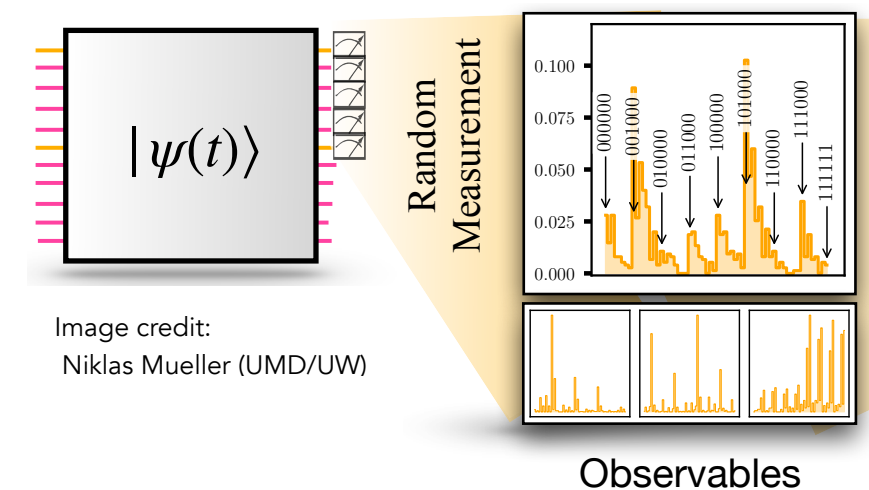 |ψ(t)⟩
Image credit:
Niklas Mueller (UMD/UW)
Random
Measurement
0.100
0.075
0.050
0.025
0.000
000000
001000
010000
011000
100000
101000
110000
111000
111111
Observables